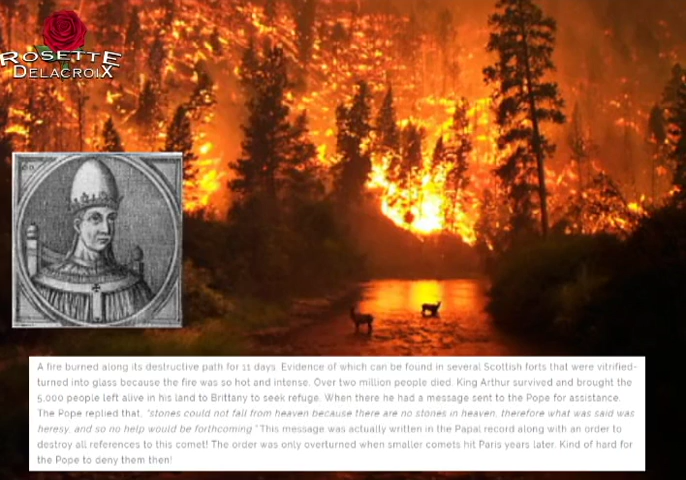 ROSETTE
DELACROIX
A fire burned along its destructive path for 11 days. Evidence of which can be found in several Scottish forts that were vitrified-
turned into glass because the fire was so hot and intense. Over two million people died. King Arthur survived and brought the
5,000 people left alive in his land to Brittany to seek refuge. When there he had a message sent to the Pope for assistance.
The Pope replied that, "stones could not fall from heaven because there are no stones in heaven, therefore what was said was
heresy, and so no help would be forthcoming." This message was actually written in the Papal record along with an order to
destroy all references to this comet! The order was only overturned when smaller comets hit Paris years later. Kind of hard for
the Pope to deny them then!